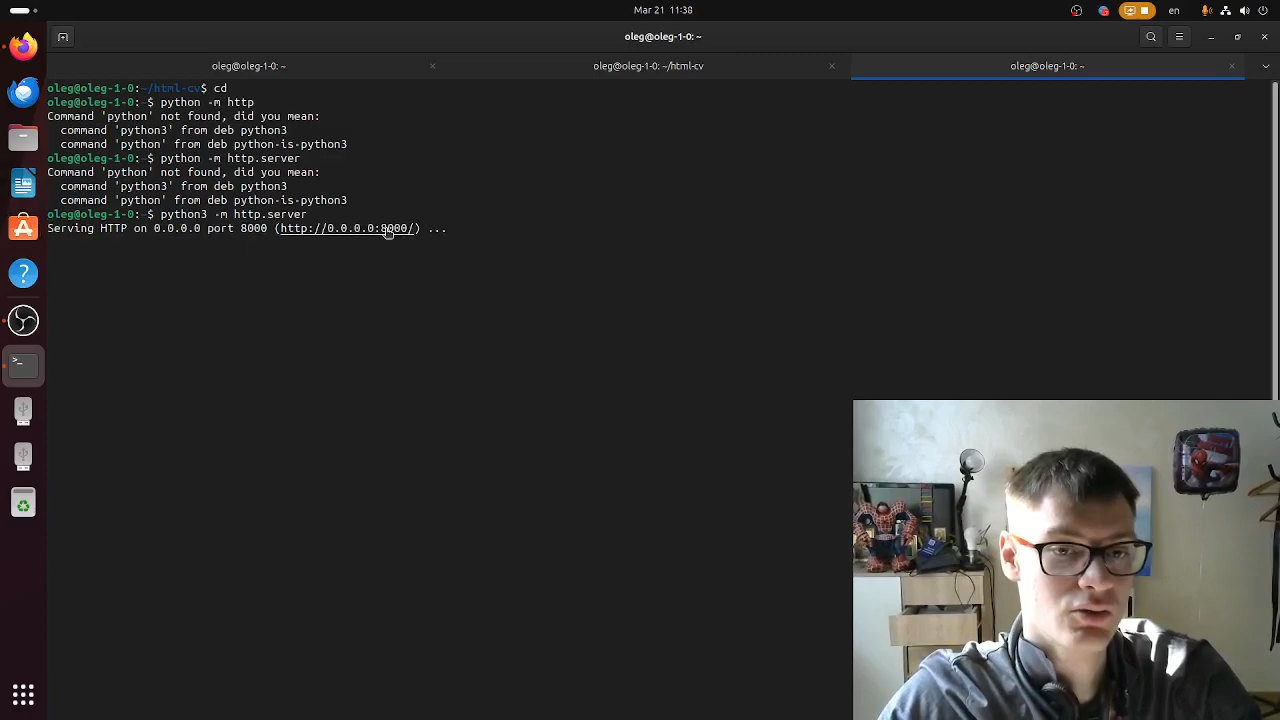 Mar 21 11:38
en
oleg@oleg-1-0: ~
oleg@oleg-1-0: ~
oleg@oleg-1-0: ~/html-cv
oleg@oleg-1-0: ~
oleg@oleg-1-0:~/html-cv$ cd
oleg@oleg-1-0:~$ python -m http
Command 'python' not found, did you mean:
  command 'python3' from deb python3
  command 'python' from deb python-is-python3
oleg@oleg-1-0:~$ python -m http.server
Command 'python' not found, did you mean:
  command 'python3' from deb python3
  command 'python' from deb python-is-python3
oleg@oleg-1-0:~$ python3 -m http.server
Serving HTTP on 0.0.0.0 port 8000 (http://0.0.0.0:8000/) ...